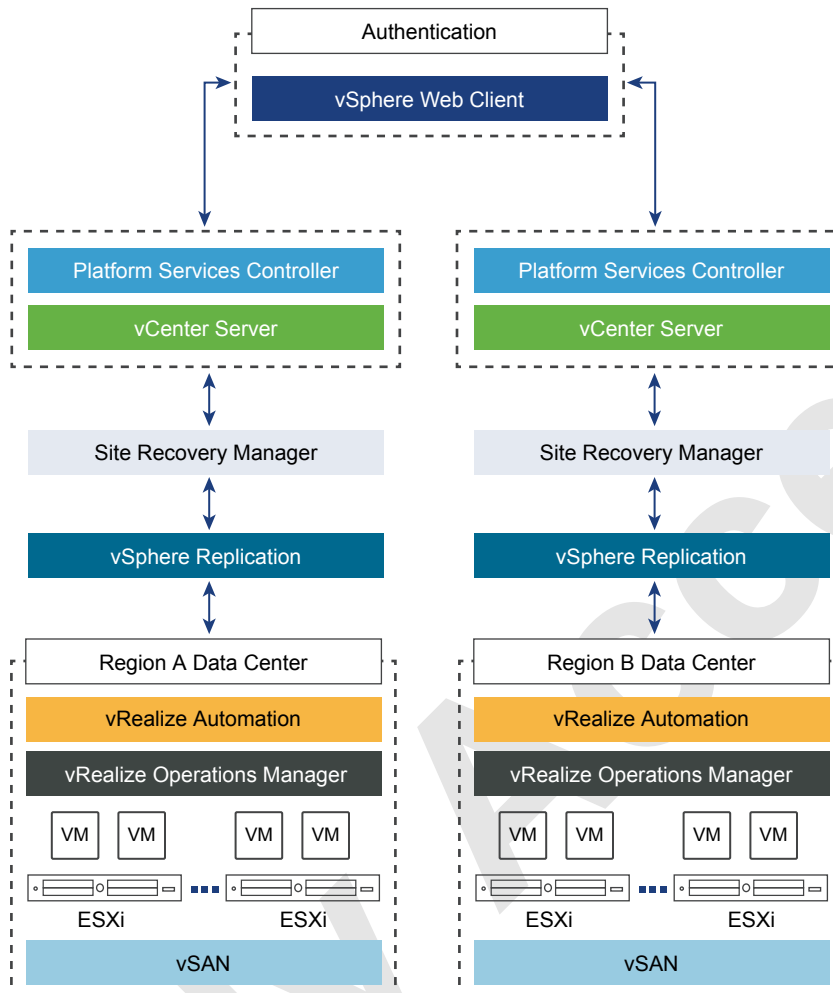 Authentication
vSphere Web Client
Platform Services Controller
vCenter Server
Site Recovery Manager
vSphere Replication
Region A Data Center
vRealize Automation
vRealize Operations Manager
VM VM VM VM
ESXi ESXi
vSAN
Platform Services Controller
vCenter Server
Site Recovery Manager
vSphere Replication
Region B Data Center
vRealize Automation
vRealize Operations Manager
VM VM VM VM
ESXi ESXi
vSAN